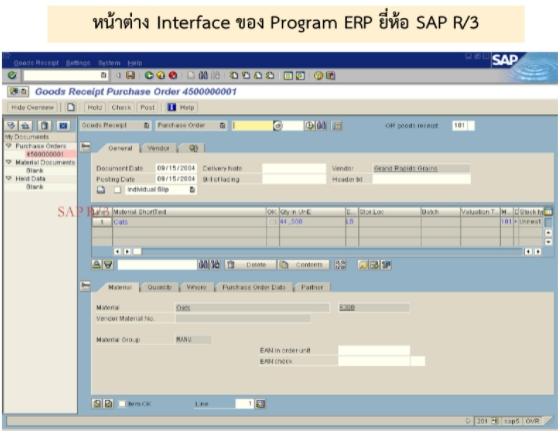 หน้าต่าง Interface ของ Program ERP ยี่ห้อ SAP R/3
Goods Receipt Settings System Help
SAP
Goods Receipt Purchase Order 4500000001
Hide Overview Hold Check Post Help
Goods Receipt Purchase Order GR goods receipt 101
My Documents
Purchase Orders
4500000001
Material Documents
Blank
Held Data
Blank
General Vendor
Document Date 09/15/2004 Delivery Note Vendor Grand Rapids Grains
Posting Date 09/15/2004 Bill of Lading Header txt
Individual Slip
SAP R/3
Line Material Short Text OK Qty in UnE E... Stor. Loc Batch Valuation T... M... D Stock ty
1 Oats 44,500 LB 101 + Unrest
Delete Contents
Material Quantity Where Purchase Order Data Partner
Material Oats
Vendor Material No.
Material Group MANU
EAN in order unit
EAN check
Item OK Line 1
201 sap5 OVR